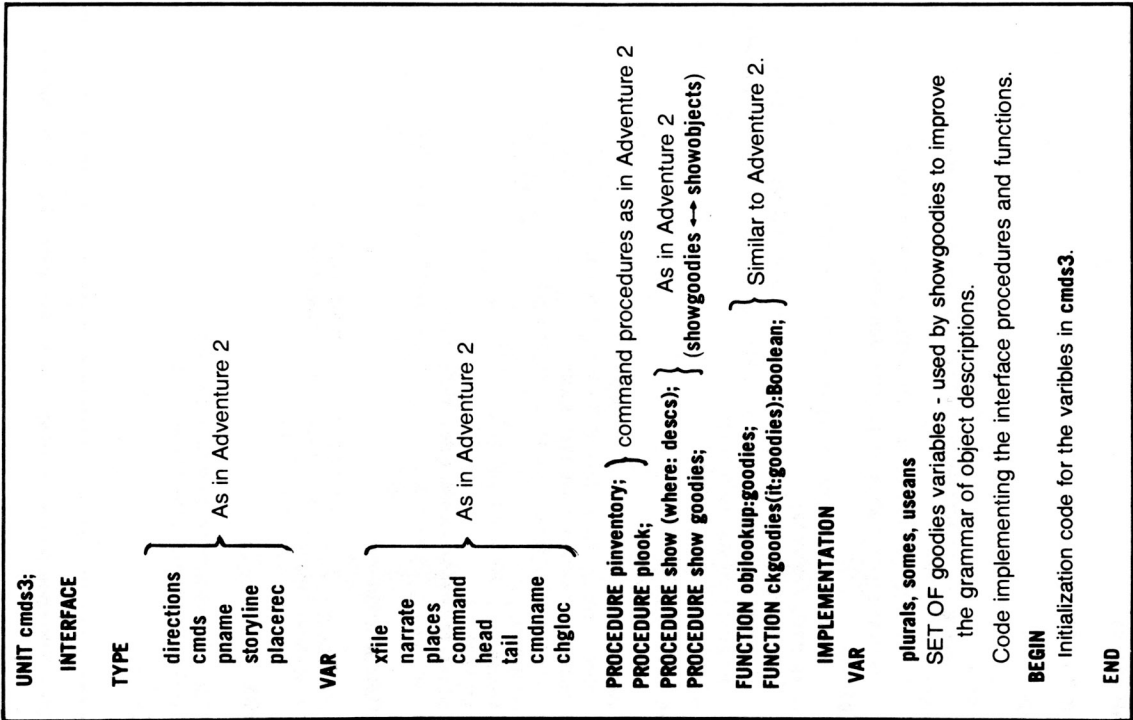 UNIT cmds3;
INTERFACE
TYPE
directions
cmds
pname
storyline
placerec
As in Adventure 2
VAR
xfile
narrate
places
command
head
tail
cmdname
chgloc
As in Adventure 2
PROCEDURE pinventory;
PROCEDURE plook;
command procedures as in Adventure 2
PROCEDURE show (where: descs);
PROCEDURE show goodies;
As in Adventure 2
(showgoodies ↔ showobjects)
FUNCTION objlookup:goodies;
FUNCTION ckgoodies(it:goodies):Boolean;
Similar to Adventure 2.
IMPLEMENTATION
VAR
plurals, somes, useans
SET OF goodies variables - used by showgoodies to improve
the grammar of object descriptions.
Code implementing the interface procedures and functions.
BEGIN
Initialization code for the varibles in cmds3.
END